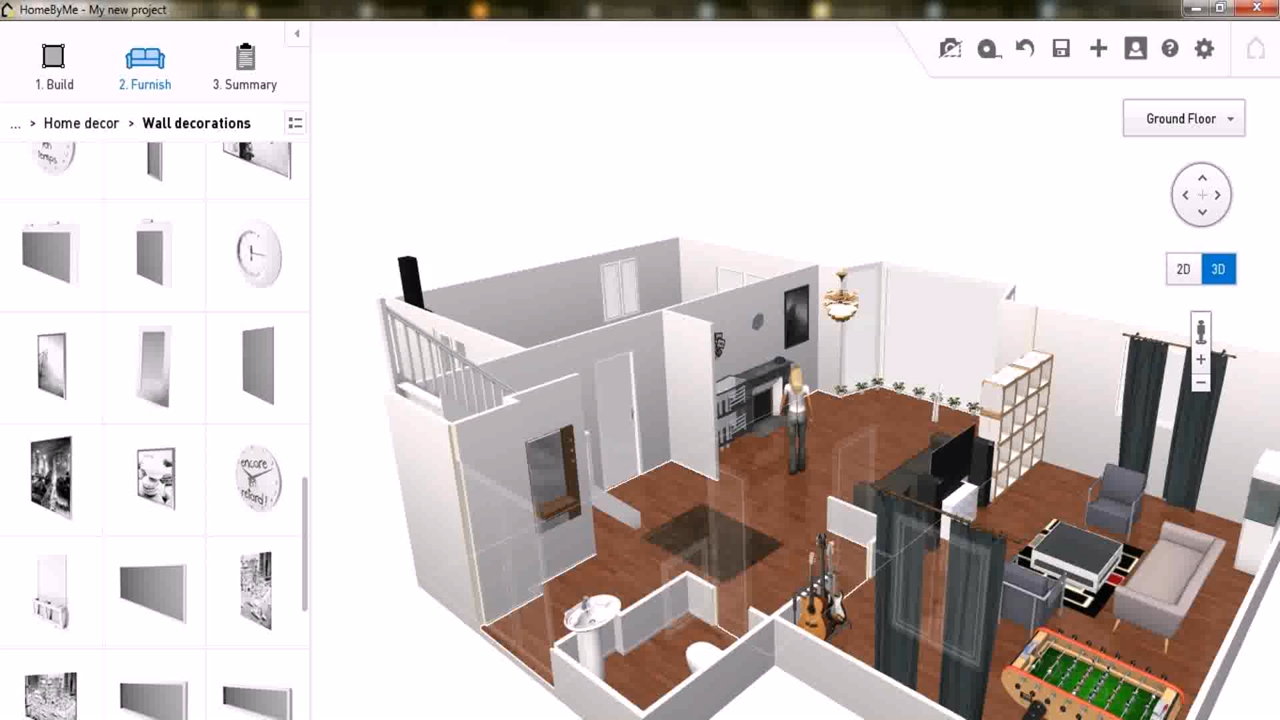 HomeByMe - My new project
1. Build
2. Furnish
3. Summary
... > Home decor > Wall decorations
Ground Floor
2D
3D
temps
encore
retard!